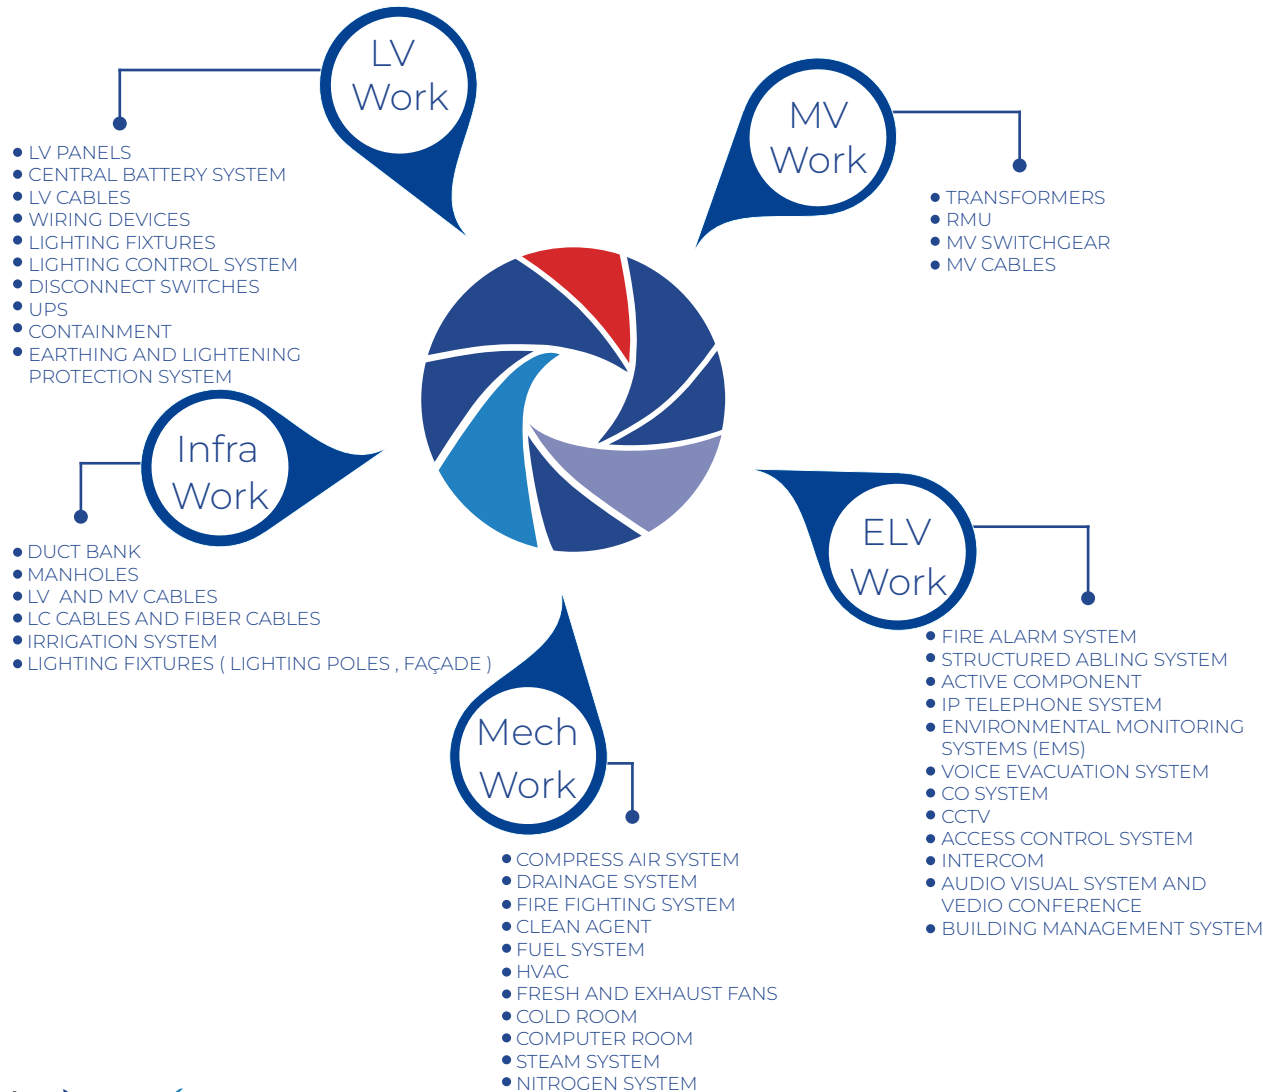 LV
Work
LV PANELS
CENTRAL BATTERY SYSTEM
LV CABLES
WIRING DEVICES
LIGHTING FIXTURES
LIGHTING CONTROL SYSTEM
DISCONNECT SWITCHES
UPS
CONTAINMENT
EARTHING AND LIGHTENING
PROTECTION SYSTEM
MV
Work
TRANSFORMERS
RMU
MV SWITCHGEAR
MV CABLES
Infra
Work
DUCT BANK
MANHOLES
LV AND MV CABLES
LC CABLES AND FIBER CABLES
IRRIGATION SYSTEM
LIGHTING FIXTURES ( LIGHTING POLES , FAÇADE )
ELV
Work
FIRE ALARM SYSTEM
STRUCTURED ABLING SYSTEM
ACTIVE COMPONENT
IP TELEPHONE SYSTEM
ENVIRONMENTAL MONITORING
SYSTEMS (EMS)
VOICE EVACUATION SYSTEM
CO SYSTEM
CCTV
ACCESS CONTROL SYSTEM
INTERCOM
AUDIO VISUAL SYSTEM AND
VEDIO CONFERENCE
BUILDING MANAGEMENT SYSTEM
Mech
Work
COMPRESS AIR SYSTEM
DRAINAGE SYSTEM
FIRE FIGHTING SYSTEM
CLEAN AGENT
FUEL SYSTEM
HVAC
FRESH AND EXHAUST FANS
COLD ROOM
COMPUTER ROOM
STEAM SYSTEM
NITROGEN SYSTEM